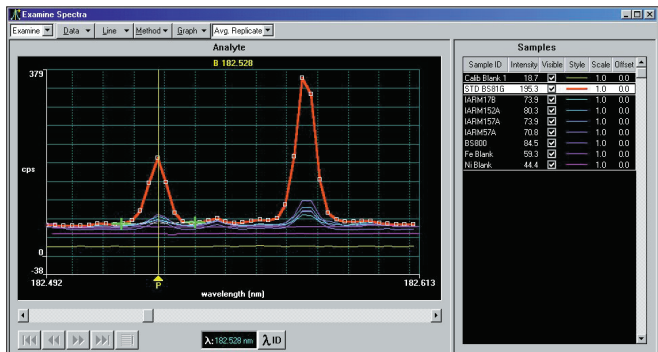 Examine Spectra
Examine Data Line Method Graph Avg. Replicate
Analyte
B 182.528
379
cps
0
-38
182.492 182.613
P
wavelength (nm)
λ: 182.528 nm λ ID
Samples
Sample ID Intensity Visible Style Scale Offset
Calib Blank 1 18.7 1.0 0.0
STD BS81G 195.3 1.0 0.0
IARM17B 73.9 1.0 0.0
IARM152A 80.3 1.0 0.0
IARM157A 73.9 1.0 0.0
IARM57A 70.8 1.0 0.0
BS800 84.5 1.0 0.0
Fe Blank 59.3 1.0 0.0
Ni Blank 44.4 1.0 0.0